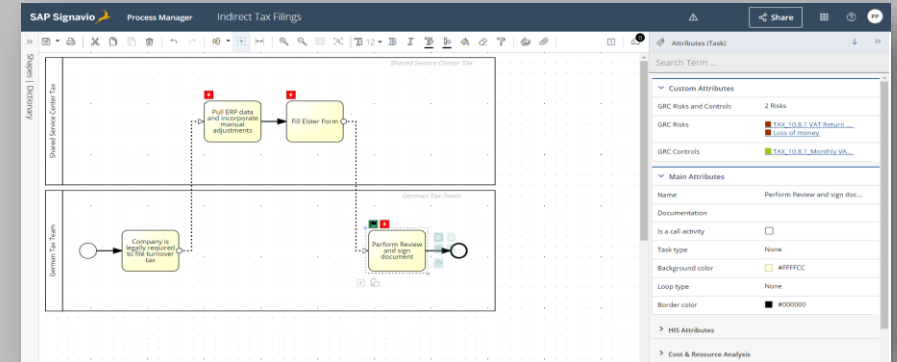 SAP Signavio Process Manager Indirect Tax Filings
Share
PP
12
B I
0
Attributes (Task)
Shapes | Dictionary
Search Term ...
Shared Service Center Tax
Shared Service Center Tax
Pull ERP data
and incorporate
manual
adjustments
Fill Elster Form
German Tax Team
German Tax Team
Company is
legally required
to file turnover
tax
Perform Review
and sign
document
Custom Attributes
GRC Risks and Controls 2 Risks
GRC Risks TAX_10.8.1 VAT Return ...
Loss of money
GRC Controls TAX_10.8.1_Monthly VA...
Main Attributes
Name Perform Review and sign doc...
Documentation
Is a call activity
Task type None
Background color #FFFFCC
Loop type None
Border color #000000
HIS Attributes
Cost & Resource Analysis